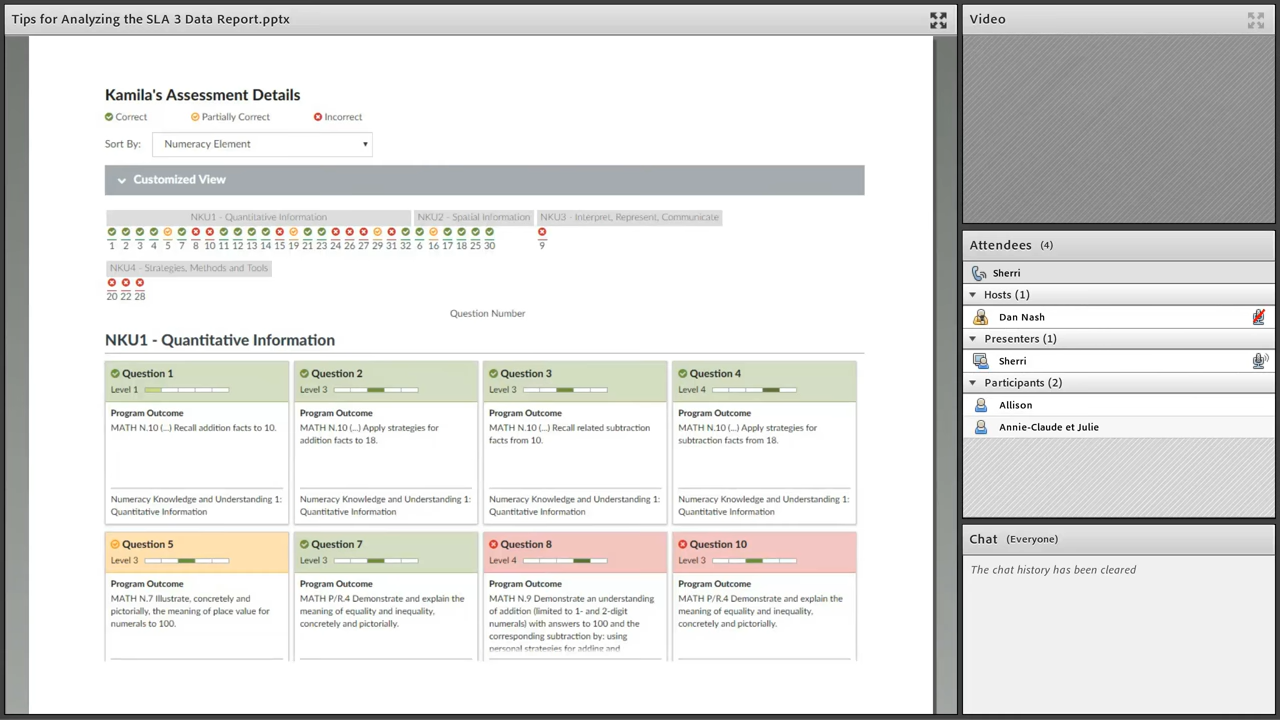 Tips for Analyzing the SLA 3 Data Report.pptx
Kamila's Assessment Details
Correct Partially Correct Incorrect
Sort By: Numeracy Element
Customized View
NKU1 - Quantitative Information NKU2 - Spatial Information NKU3 - Interpret, Represent, Communicate
1 2 3 4 5 7 8 10 11 12 13 14 15 19 21 23 24 26 27 29 31 32 6 16 17 18 25 30 9
NKU4 - Strategies, Methods and Tools
20 22 28
Question Number
NKU1 - Quantitative Information
Question 1
Level 1
Program Outcome
MATH N.10 (...) Recall addition facts to 10.
Numeracy Knowledge and Understanding 1:
Quantitative Information
Question 2
Level 3
Program Outcome
MATH N.10 (...) Apply strategies for
addition facts to 18.
Numeracy Knowledge and Understanding 1:
Quantitative Information
Question 3
Level 3
Program Outcome
MATH N.10 (...) Recall related subtraction
facts from 10.
Numeracy Knowledge and Understanding 1:
Quantitative Information
Question 4
Level 4
Program Outcome
MATH N.10 (...) Apply strategies for
subtraction facts from 18.
Numeracy Knowledge and Understanding 1:
Quantitative Information
Question 5
Level 3
Program Outcome
MATH N.7 Illustrate, concretely and
pictorially, the meaning of place value for
numerals to 100.
Question 7
Level 3
Program Outcome
MATH P/R.4 Demonstrate and explain the
meaning of equality and inequality,
concretely and pictorially.
Question 8
Level 4
Program Outcome
MATH N.9 Demonstrate an understanding
of addition (limited to 1- and 2-digit
numerals) with answers to 100 and the
corresponding subtraction by: using
personal strategies for adding and
Question 10
Level 3
Program Outcome
MATH P/R.4 Demonstrate and explain the
meaning of equality and inequality,
concretely and pictorially.
Video
Attendees (4)
Sherri
Hosts (1)
Dan Nash
Presenters (1)
Sherri
Participants (2)
Allison
Annie-Claude et Julie
Chat (Everyone)
The chat history has been cleared